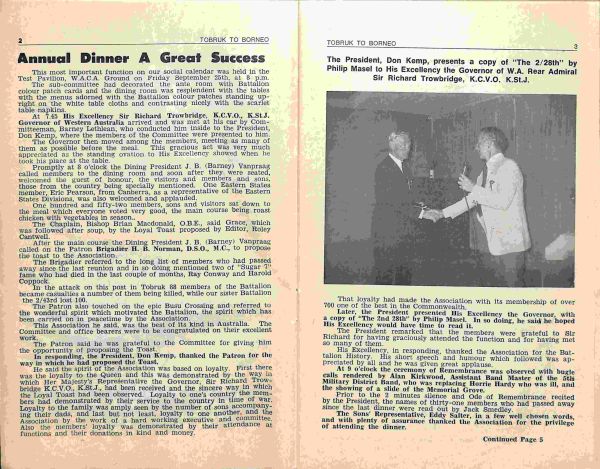 2 TOBRUK TO BORNEO
Annual Dinner A Great Success
This most important function on our social calendar was held in the
Test Pavilion, W.A.C.A. Ground on Friday September 25th, at 8 p.m.
The sub-committee had decorated the ante room with Battalion
colour patch cards and the dining room was resplendent with the tables
with the menus adorned with the Battalion colour patches standing up-
right on the white table cloths and contrasting nicely with the scarlet
table napkins.
At 7.45 His Excellency Sir Richard Trowbridge, K.C.V.O., K.St.J.
Governor of Western Australia arrived and was met at his car by Com-
mitteeman, Barney Lethlean, who conducted him inside to the President,
Don Kemp, where the members of the Committee were presented to him.
The Governor then moved among the members, meeting as many of
them as possible before the meal. This gracious act was very much
appreciated as the standing ovation to His Excellency showed when he
took his place at the table.
Promptly at 8 o'clock the Dining President J. B. (Barney) Vanpraag
called members to the dining room and soon after they were seated,
welcomed the guest of honour, the visitors and members and sons,
those from the country being specially mentioned. One Eastern States
member, Eric Pearson, from Canberra, as a representative of the Eastern
States Divisions, was also welcomed and applauded.
One hundred and fifty-two members, sons and visitors sat down to
the meal which everyone voted very good, the main course being roast
chicken with vegetables in season.
The Chaplain, Bishop Brian Macdonald, O.B.E., said Grace, which
was followed after soup, by the Loyal Toast proposed by Editor, Roley
Cantwell.
After the main course the Dining President J. B. (Barney) Vanpraag
called on the Patron Brigadier H. B. Norman, D.S.O., M.C., to propose
the toast to the Association.
The Brigadier referred to the long list of members who had passed
away since the last reunion and in so doing mentioned two of "Sugar 7"
fame who had died in the last couple of months, Ray Conway and Harold
Coppock.
In the attack on this post in Tobruk 88 members of the Battalion
became casualties a number of them being killed, while our sister Battalion
the 2/43rd lost 100.
The Patron also touched on the epic Busu Crossing and referred to
the wonderful spirit which motivated the Battalion, the spirit which has
been carried on in peacetime by the Association.
This Association he said, was the best of its kind in Australia. The
Committee and office bearers were to be congratulated on their excellent
work.
The Patron said he was grateful to the Committee for giving him
the opportunity of proposing the Toast.
In responding, the President, Don Kemp, thanked the Patron for the
way in which he had proposed the Toast.
He said the spirit of the Association was based on loyalty. First there
was the loyalty to the Queen and this was demonstrated by the way in
which Her Majesty's Representative the Governor, Sir Richard Trow-
bridge K.C.V.O., K.St.J., had been received and the sincere way in which
the Loyal Toast had been observed. Loyalty to one's country the mem-
bers had demonstrated by their service to the country in time of war.
Loyalty to the family was amply seen by the number of sons accompany-
ing their dads, and last but not least, loyalty to one another, and the
Association by the work of a hard working executive and committee.
Also the members' loyalty was demonstrated by their attendance at
functions and their donations in kind and money.
TOBRUK TO BORNEO 3
The President, Don Kemp, presents a copy of "The 2/28th" by
Philip Masel to His Excellency the Governor of W.A. Rear Admiral
Sir Richard Trowbridge, K.C.V.O. K.St.J.
That loyalty had made the Association with its membership of over
700 one of the best in the Commonwealth.
Later, the President presented His Excellency the Governor, with
a copy of "The 2nd 28th" by Philip Masel. In so doing, he said he hoped
His Excellency would have time to read it.
The President remarked that the members were grateful to Sir
Richard for having graciously attended the function and for having met
so many of them.
His Excellency in responding, thanked the Association for the Bat-
talion History. His short speech and humour which followed was ap-
preciated by all and he was given great applause.
At 9 o'clock the ceremony of Remembrance was observed with bugle
calls rendered by Alan Kirkwood, Assistant Band Master of the 5th
Military District Band, who was replacing Horrie Hardy who was ill, and
the showing of a slide of the Memorial Grove.
Prior to the 2 minutes silence and Ode of Remembrance recited
by the President, the names of thirty-one members who had passed away
since the last dinner were read out by Jack Smedley.
The Sons' Representative, Eddy Salter, in a few well chosen words,
and with plenty of assurance thanked the Association for the privilege
of attending the dinner.
Continued Page 5